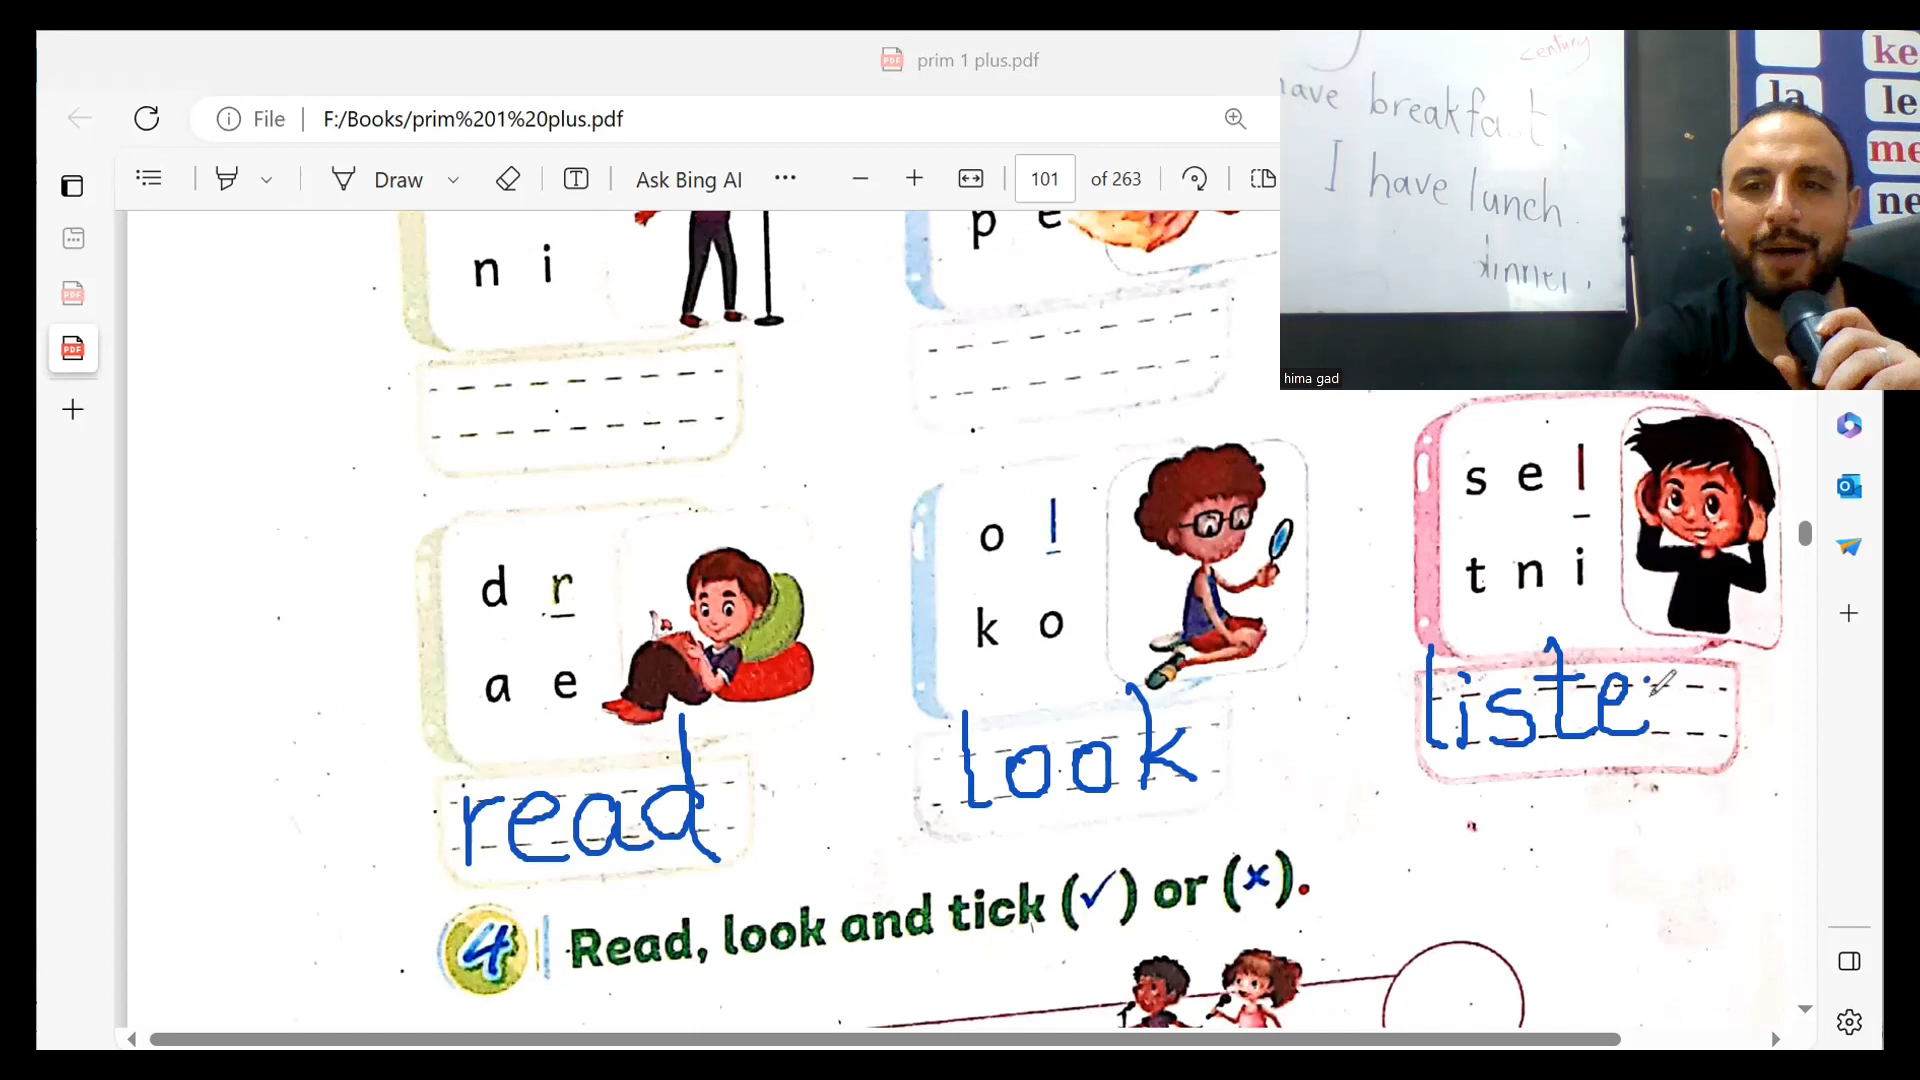 prim 1 plus.pdf
File
F:/Books/prim%201%20plus.pdf
Draw
Ask Bing AI
101 of 263
century
have breakfast.
I have lunch
dinner.
la
ke
le
me
ne
hima gad
n i
p e
d r
a e
read
o l
k o
look
s e l
t n i
liste
4 Read, look and tick (✓) or (×).